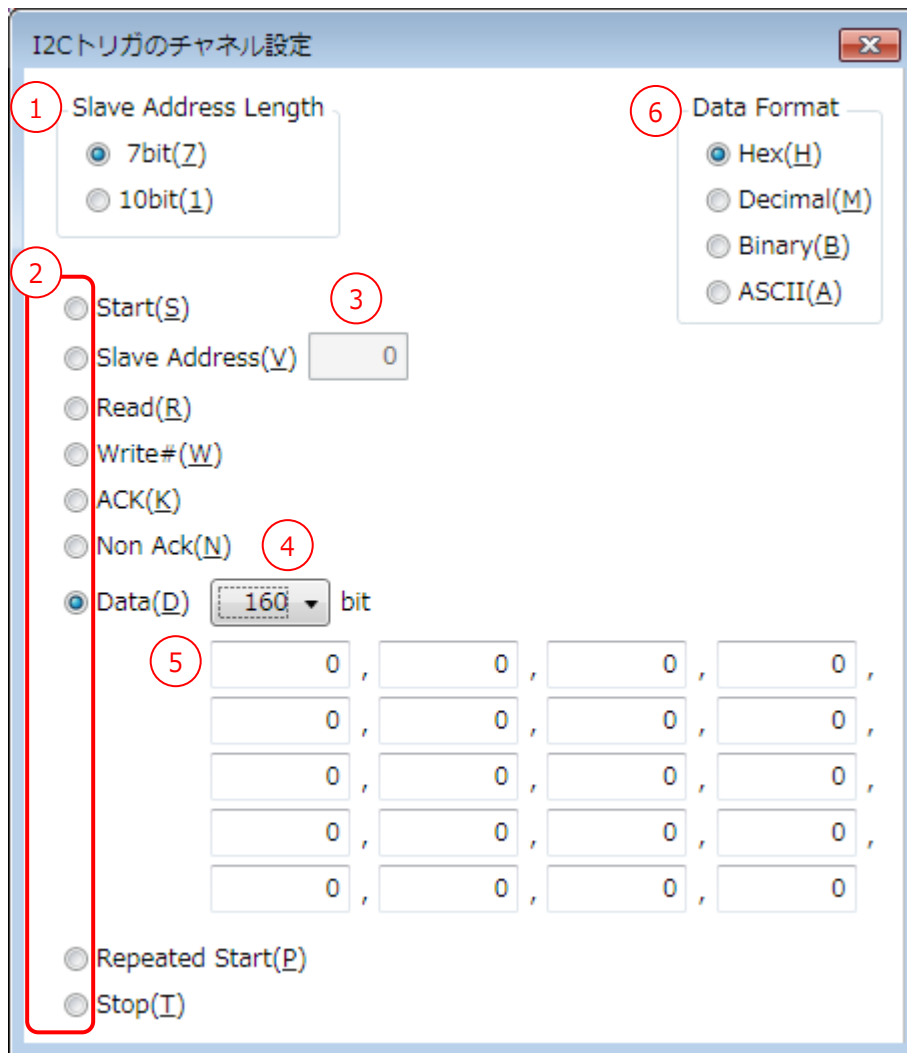 I2Cトリガのチャネル設定
1 Slave Address Length
7bit(7)
10bit(1)
6 Data Format
Hex(H)
Decimal(M)
Binary(B)
ASCII(A)
2
Start(S)
3
Slave Address(V) 0
Read(R)
Write#(W)
ACK(K)
Non Ack(N)
4
Data(D) 160 bit
5 0 , 0 , 0 , 0 ,
0 , 0 , 0 , 0 ,
0 , 0 , 0 , 0 ,
0 , 0 , 0 , 0 ,
0 , 0 , 0 , 0
Repeated Start(P)
Stop(T)